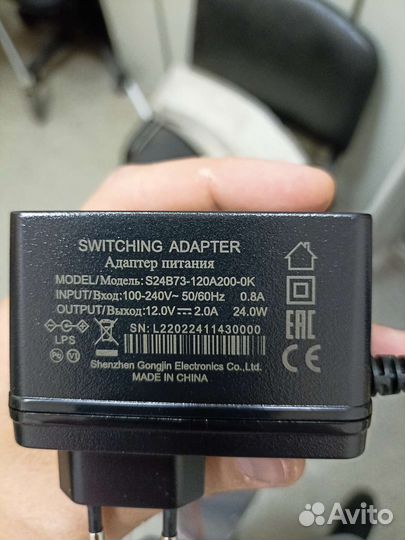 SWITCHING ADAPTER
Адаптер питания
MODEL/Модель: S24B73-120A200-0K
INPUT/Вход:100-240V~ 50/60Hz 0.8A
OUTPUT/Выход:12.0V⎓ 2.0A 24.0W
SN: L22022411430000
LPS
VI
Shenzhen Gongjin Electronics Co.,Ltd.
MADE IN CHINA
EAC
CE
Avito